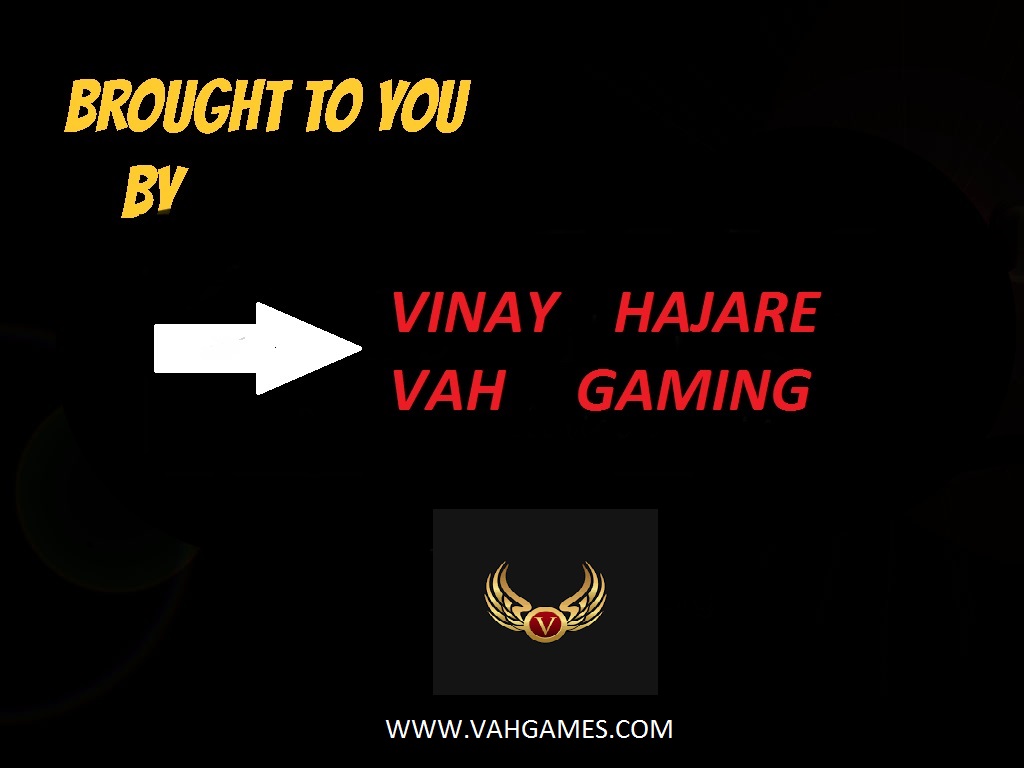 BROUGHT TO YOU
BY
VINAY HAJARE
VAH GAMING
V
WWW.VAHGAMES.COM